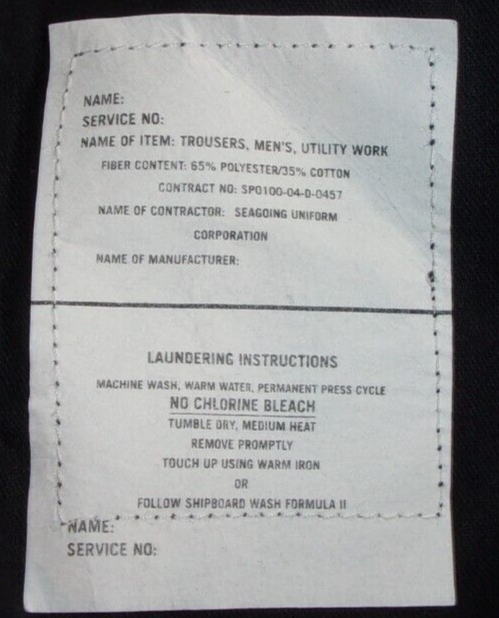 NAME:
SERVICE NO:
NAME OF ITEM: TROUSERS, MEN'S, UTILITY WORK
FIBER CONTENT: 65% POLYESTER/35% COTTON
CONTRACT NO: SPO100-04-D-0457
NAME OF CONTRACTOR: SEAGOING UNIFORM
CORPORATION
NAME OF MANUFACTURER:
LAUNDERING INSTRUCTIONS
MACHINE WASH, WARM WATER, PERMANENT PRESS CYCLE
NO CHLORINE BLEACH
TUMBLE DRY, MEDIUM HEAT
REMOVE PROMPTLY
TOUCH UP USING WARM IRON
OR
FOLLOW SHIPBOARD WASH FORMULA II
NAME:
SERVICE NO: